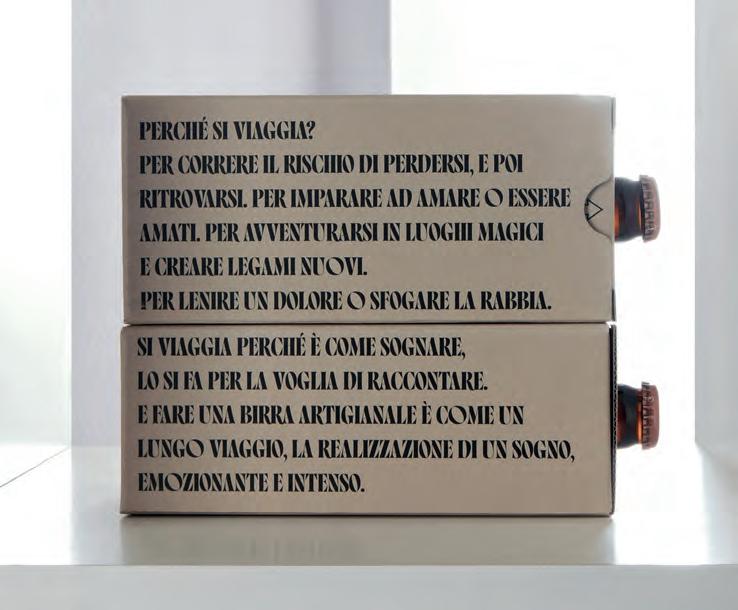 PERCHÉ SI VIAGGIA?
PER CORRERE IL RISCHIO DI PERDERSI, E POI
RITROVARSI. PER IMPARARE AD AMARE O ESSERE
AMATI. PER AVVENTURARSI IN LUOGHI MAGICI
E CREARE LEGAMI NUOVI.
PER LENIRE UN DOLORE O SFOGARE LA RABBIA.
SI VIAGGIA PERCHÉ È COME SOGNARE,
LO SI FA PER LA VOGLIA DI RACCONTARE.
E FARE UNA BIRRA ARTIGIANALE È COME UN
LUNGO VIAGGIO, LA REALIZZAZIONE DI UN SOGNO,
EMOZIONANTE E INTENSO.